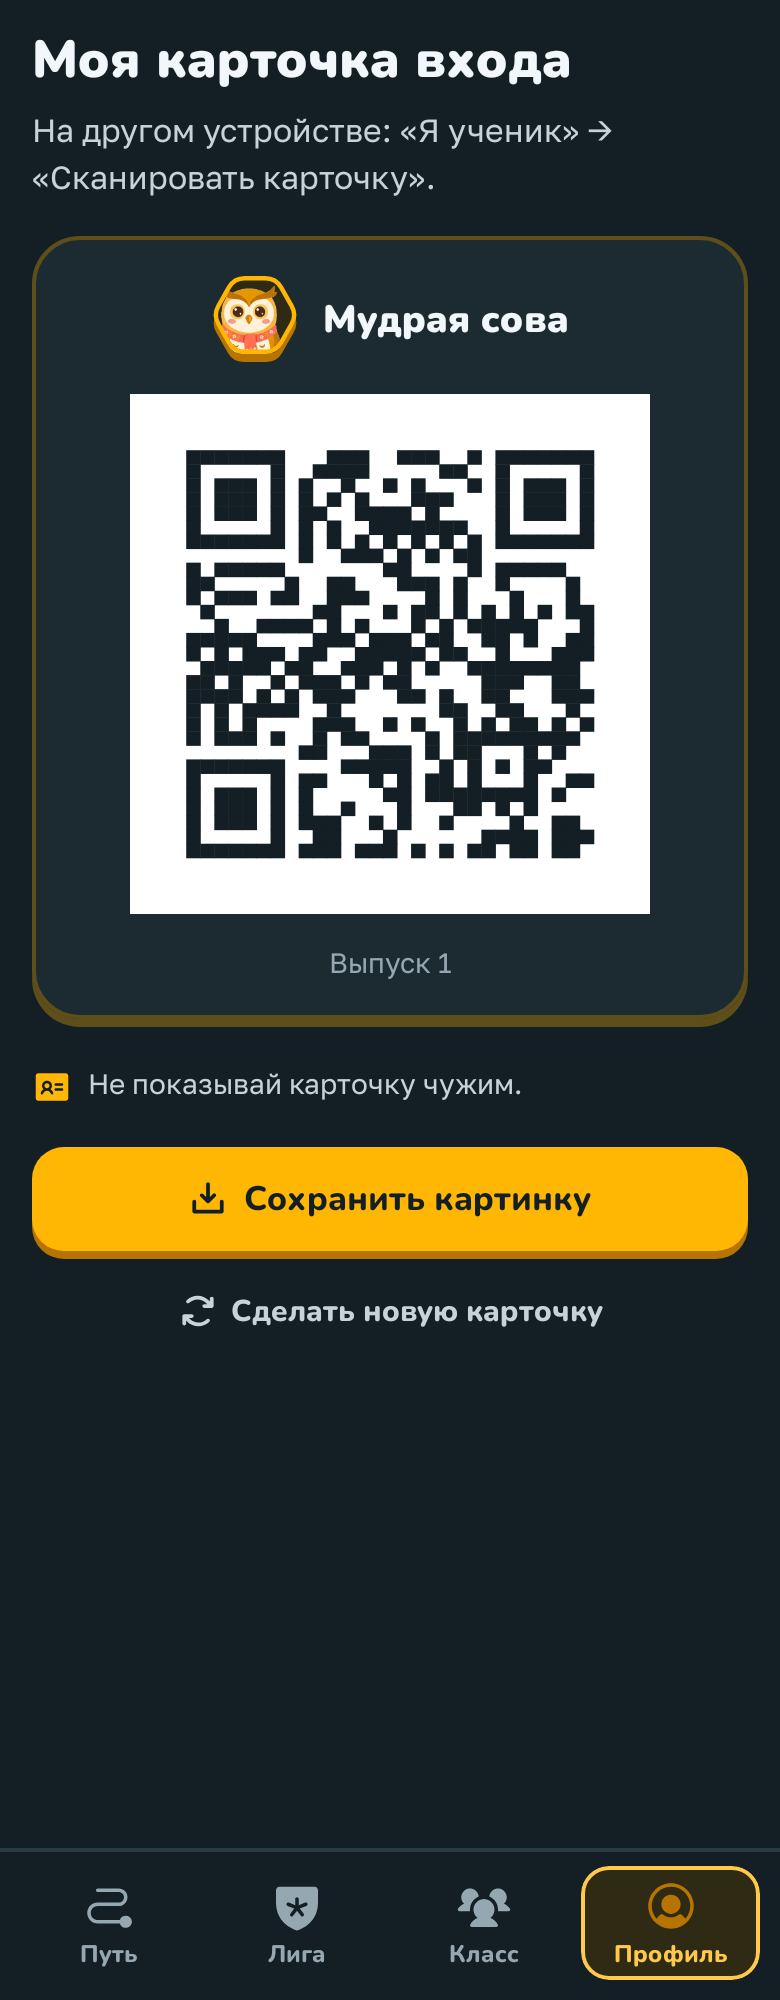 Моя карточка входа
На другом устройстве: «Я ученик» →
«Сканировать карточку».
Мудрая сова
Выпуск 1
Не показывай карточку чужим.
Сохранить картинку
Сделать новую карточку
Путь
Лига
Класс
Профиль